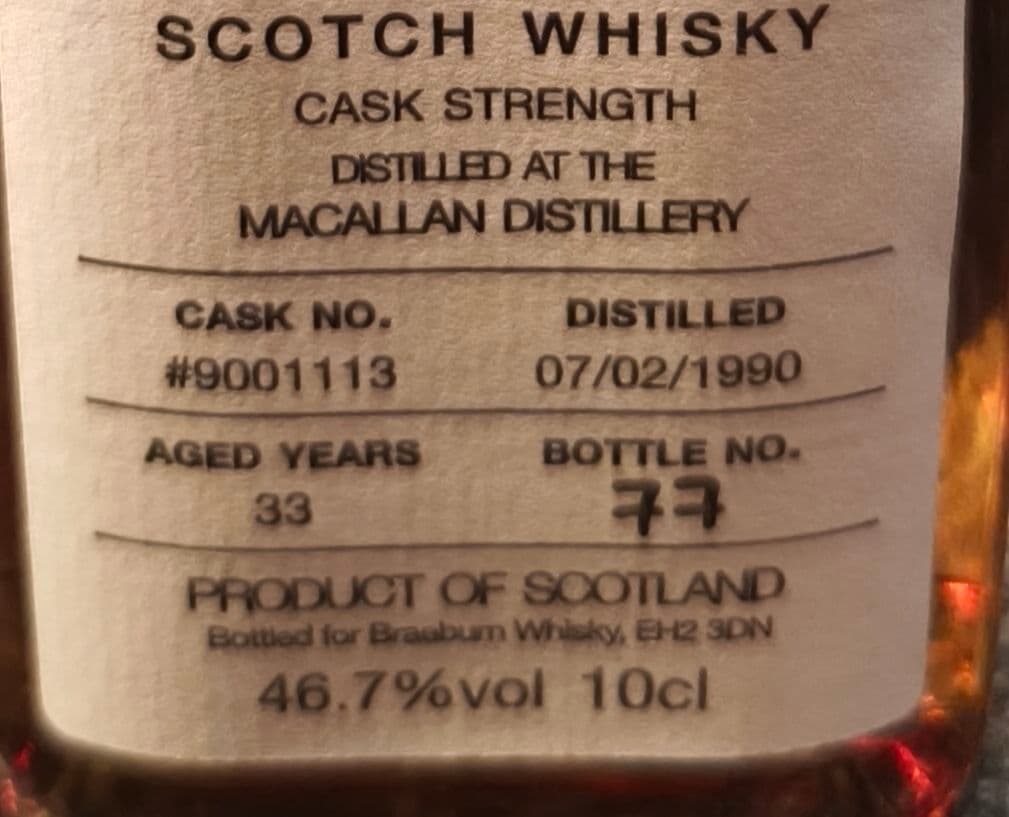 SCOTCH WHISKY
CASK STRENGTH
DISTILLED AT THE
MACALLAN DISTILLERY
CASK NO. DISTILLED
#9001113 07/02/1990
AGED YEARS BOTTLE NO.
33 77
PRODUCT OF SCOTLAND
Bottled for Braeburn Whisky, EH2 3DN
46.7%vol 10cl